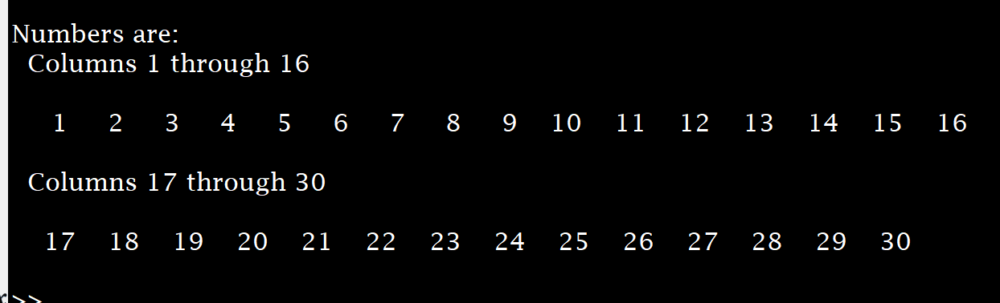 Numbers are:
Columns 1 through 16
1 2 3 4 5 6 7 8 9 10 11 12 13 14 15 16
Columns 17 through 30
17 18 19 20 21 22 23 24 25 26 27 28 29 30
>>